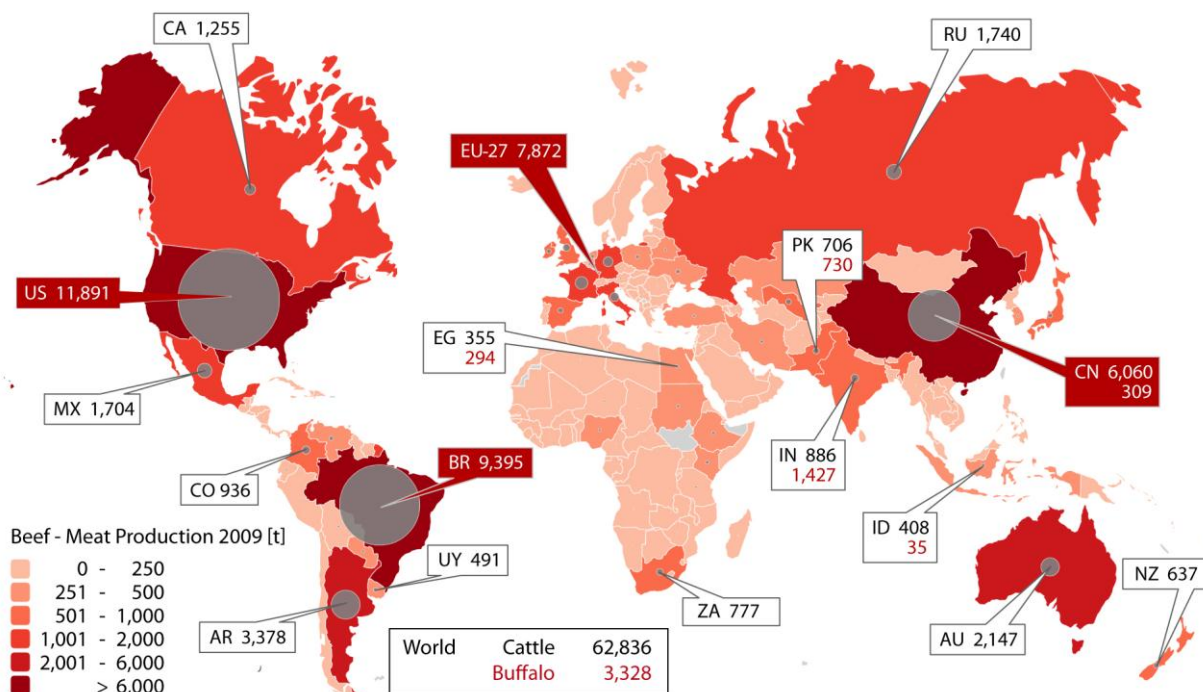 CA 1,255
RU 1,740
EU-27 7,872
PK 706
730
US 11,891
EG 355
294
CN 6,060
309
MX 1,704
IN 886
1,427
BR 9,395
CO 936
ID 408
35
Beef - Meat Production 2009 [t]
0 - 250
251 - 500
501 - 1,000
1,001 - 2,000
2,001 - 6,000
> 6,000
UY 491
NZ 637
ZA 777
AR 3,378
AU 2,147
World Cattle 62,836
Buffalo 3,328